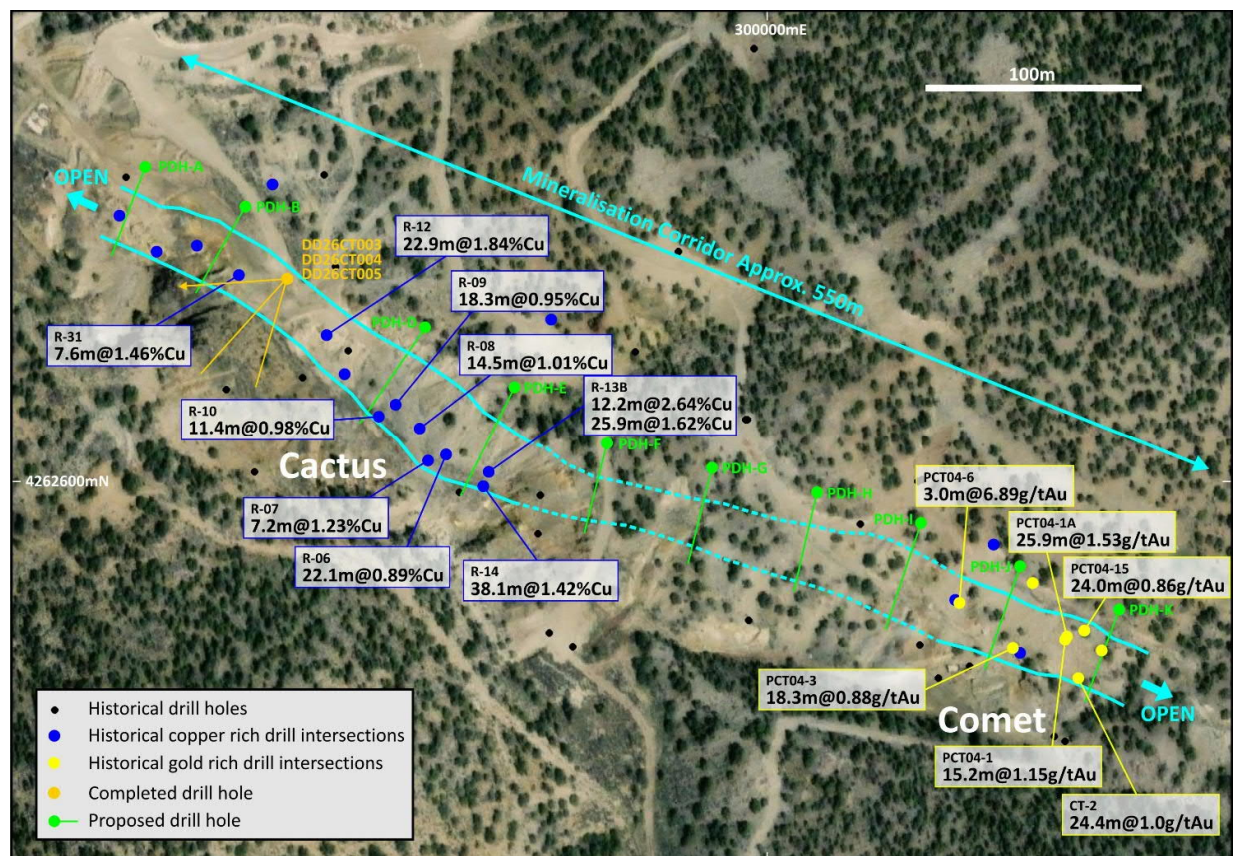 300000mE
100m
PDH-A
OPEN
PDH-B
Mineralisation Corridor Approx. 550m
DD26CT003
DD26CT004
DD26CT005
R-12
22.9m@1.84%Cu
R-09
18.3m@0.95%Cu
R-31
7.6m@1.46%Cu
PDH-D
R-08
14.5m@1.01%Cu
R-13B
12.2m@2.64%Cu
25.9m@1.62%Cu
PDH-E
R-10
11.4m@0.98%Cu
PDH-F
Cactus
PDH-G
4262600mN
PDH-H
PCT04-6
3.0m@6.89g/tAu
R-07
7.2m@1.23%Cu
PDH-I
PCT04-1A
25.9m@1.53g/tAu
R-06
22.1m@0.89%Cu
R-14
38.1m@1.42%Cu
PDH-J
PCT04-15
24.0m@0.86g/tAu
PDH-K
PCT04-3
18.3m@0.88g/tAu
Comet
OPEN
PCT04-1
15.2m@1.15g/tAu
CT-2
24.4m@1.0g/tAu
Historical drill holes
Historical copper rich drill intersections
Historical gold rich drill intersections
Completed drill hole
Proposed drill hole